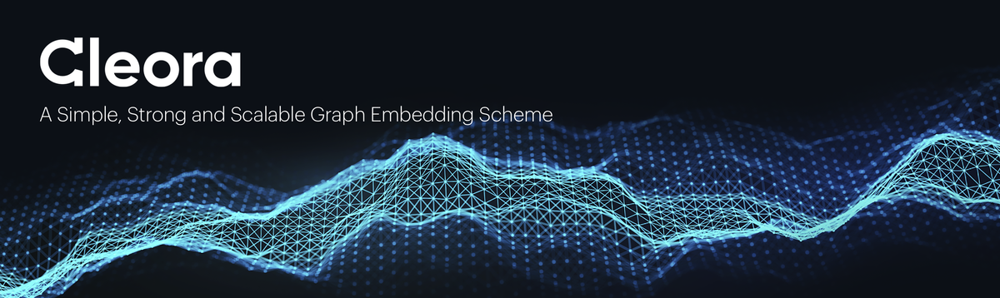 Cleora
A Simple, Strong and Scalable Graph Embedding Scheme